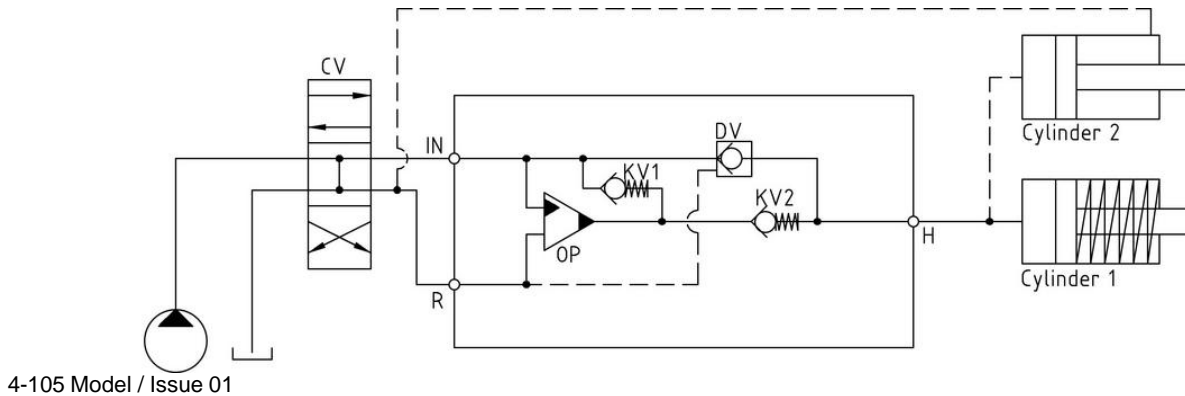 CV
IN
DV
KV1
KV2
OP
R
H
Cylinder 2
Cylinder 1
4-105 Model / Issue 01